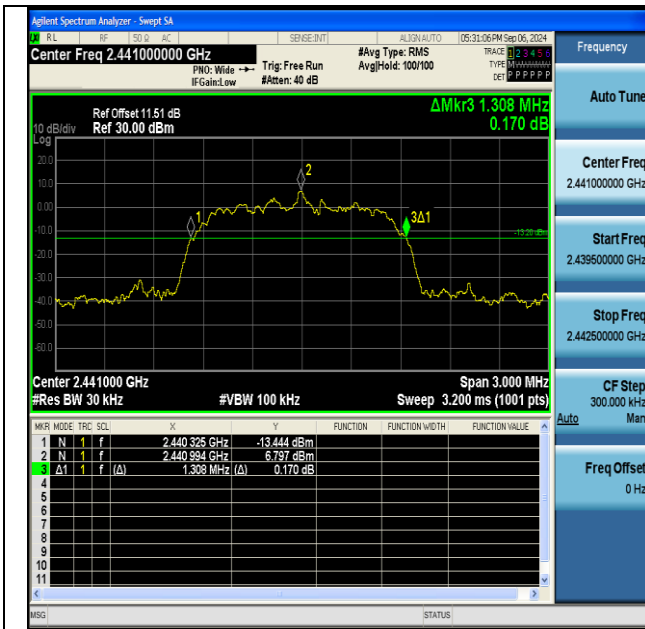 Agilent Spectrum Analyzer - Swept SA
RL RF 50 Ω AC SENSE:INT ALIGN AUTO 05:31:06 PM Sep 06, 2024
Center Freq 2.441000000 GHz
PNO: Wide
IFGain:Low
Trig: Free Run
#Atten: 40 dB
#Avg Type: RMS
Avg|Hold: 100/100
TRACE 1 2 3 4 5 6
TYPE M
DET P P P P P P
Frequency
Auto Tune
Center Freq
2.441000000 GHz
Start Freq
2.439500000 GHz
Stop Freq
2.442500000 GHz
CF Step
300.000 kHz
Auto Man
Freq Offset
0 Hz
ΔMkr3 1.308 MHz
0.170 dB
Ref Offset 11.51 dB
10 dB/div Ref 30.00 dBm
Log
20.0
10.0
0.00
-10.0
-20.0
-30.0
-40.0
-50.0
-60.0
1
2
3Δ1
-13.20 dBm
Center 2.441000 GHz Span 3.000 MHz
#Res BW 30 kHz #VBW 100 kHz Sweep 3.200 ms (1001 pts)
MKR MODE TRC SCL X Y FUNCTION FUNCTION WIDTH FUNCTION VALUE
1 N 1 f 2.440 325 GHz -13.444 dBm
2 N 1 f 2.440 994 GHz 6.797 dBm
3 Δ1 1 f (Δ) 1.308 MHz (Δ) 0.170 dB
4
5
6
7
8
9
10
11
MSG STATUS